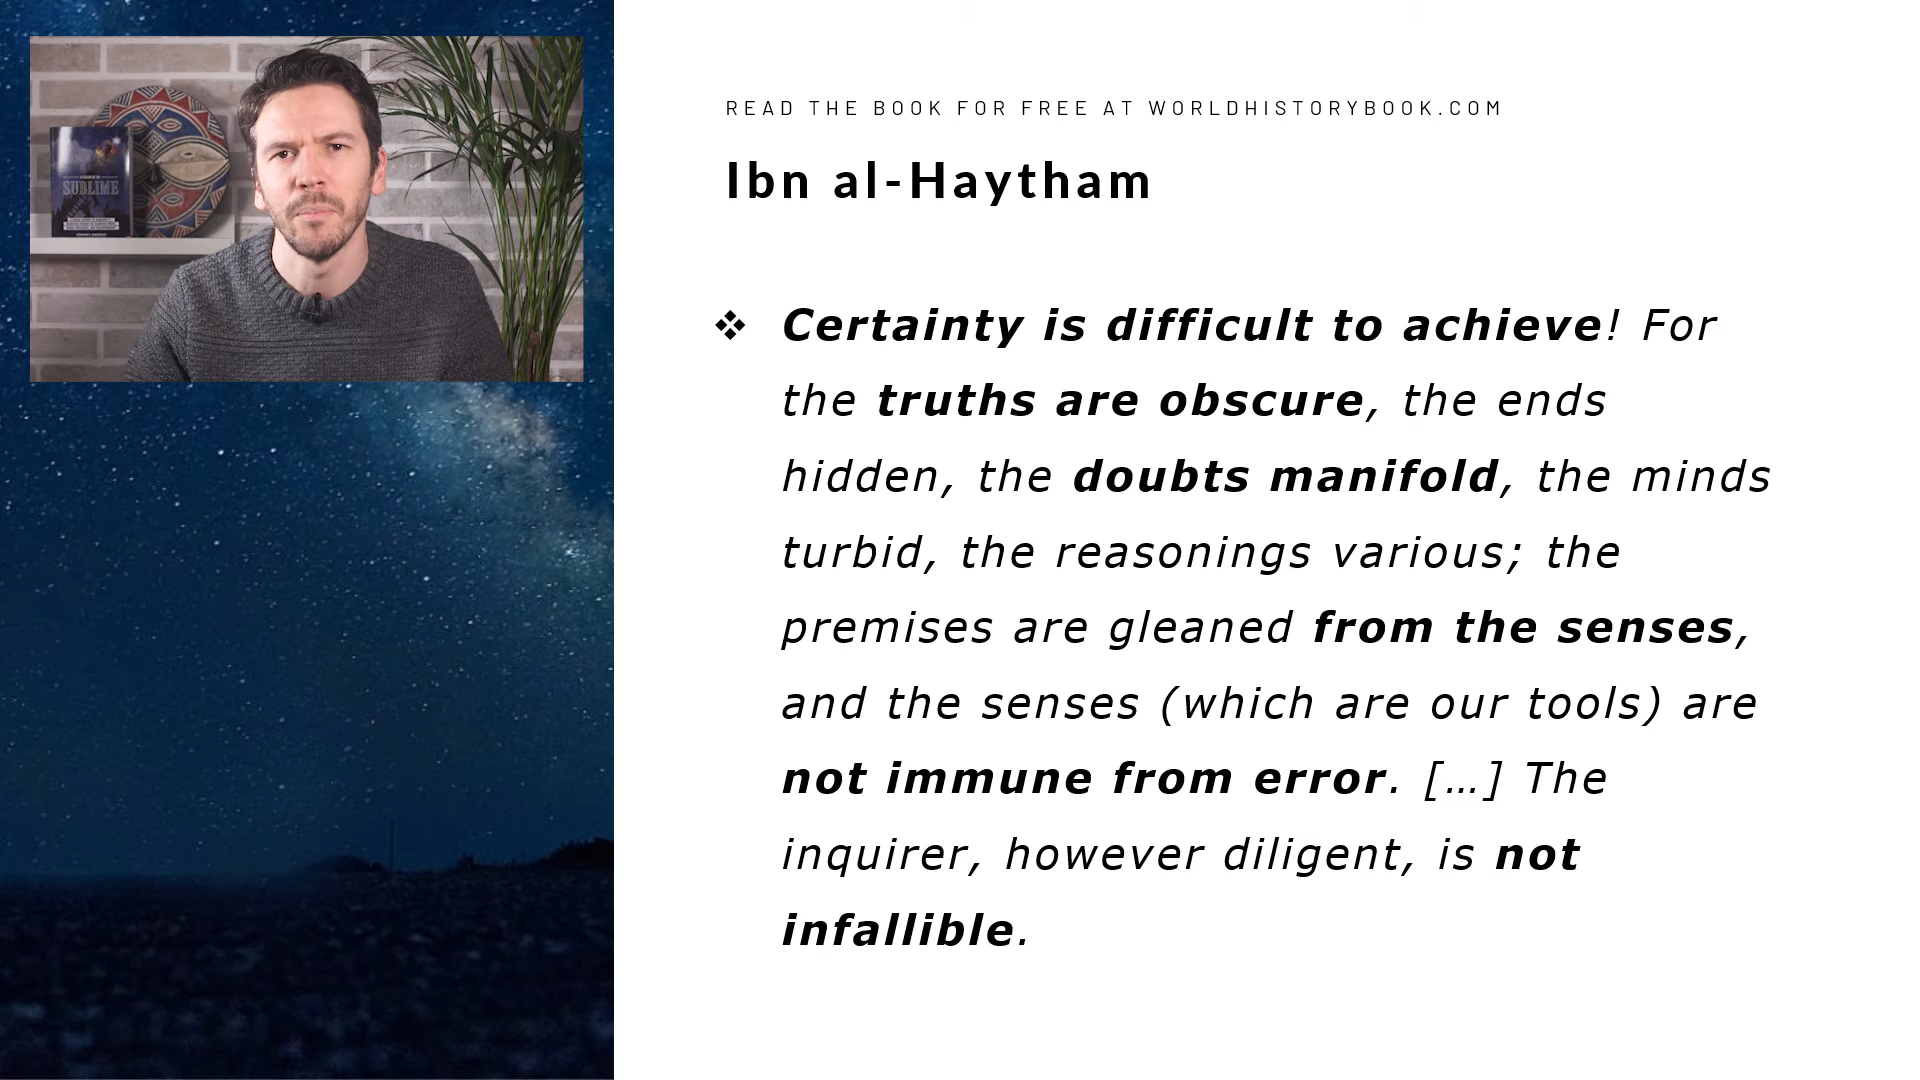 SUBLIME
READ THE BOOK FOR FREE AT WORLDHISTORYBOOK.COM
Ibn al-Haytham
❖ Certainty is difficult to achieve! For
the truths are obscure, the ends
hidden, the doubts manifold, the minds
turbid, the reasonings various; the
premises are gleaned from the senses,
and the senses (which are our tools) are
not immune from error. […] The
inquirer, however diligent, is not
infallible.